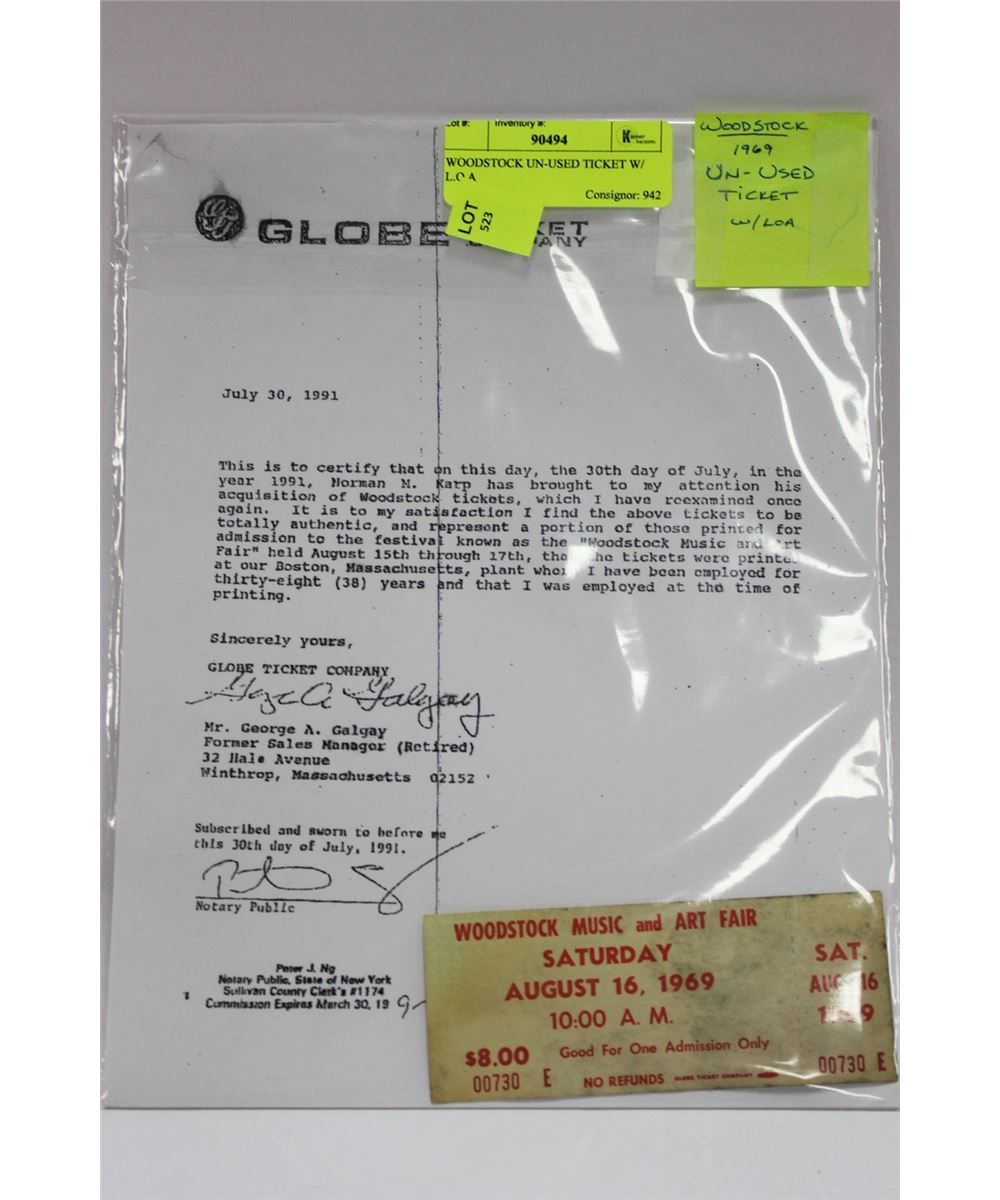 Lot #: Inventory #:
90494
WOODSTOCK UN-USED TICKET W/
L.O.A
Consignor: 942
LOT
523
WOODSTOCK
1969
UN-USED
TICKET
W/LOA
GLOBE KET
PANY
July 30, 1991
This is to certify that on this day, the 30th day of July, in the
year 1991, Norman M. Karp has brought to my attention his
acquisition of Woodstock tickets, which I have reexamined once
again. It is to my satisfaction I find the above tickets to be
totally authentic, and represent a portion of those printed for
admission to the festival known as the "Woodstock Music and Art
Fair" held August 15th through 17th, that the tickets were printed
at our Boston, Massachusetts, plant where I have been employed for
thirty-eight (38) years and that I was employed at the time of
printing.
Sincerely yours,
GLOBE TICKET COMPANY
George A Galgay
Mr. George A. Galgay
Former Sales Manager (Retired)
32 Hale Avenue
Winthrop, Massachusetts 02152
Subscribed and sworn to before me
this 30th day of July, 1991.
Notary Public
Peter J. Ng
Notary Public, State of New York
Sullivan County Clerk's #1174
Commission Expires March 30, 19 9
WOODSTOCK MUSIC and ART FAIR
SATURDAY
AUGUST 16, 1969
10:00 A. M.
$8.00 Good For One Admission Only
00730 E NO REFUNDS GLOBE TICKET COMPANY
SAT.
AUG 16
1969
00730 E